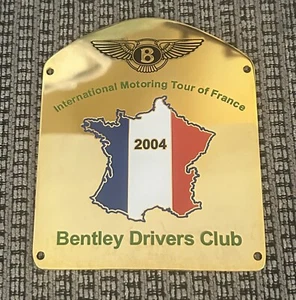 B
International Motoring Tour of France
2004
Bentley Drivers Club